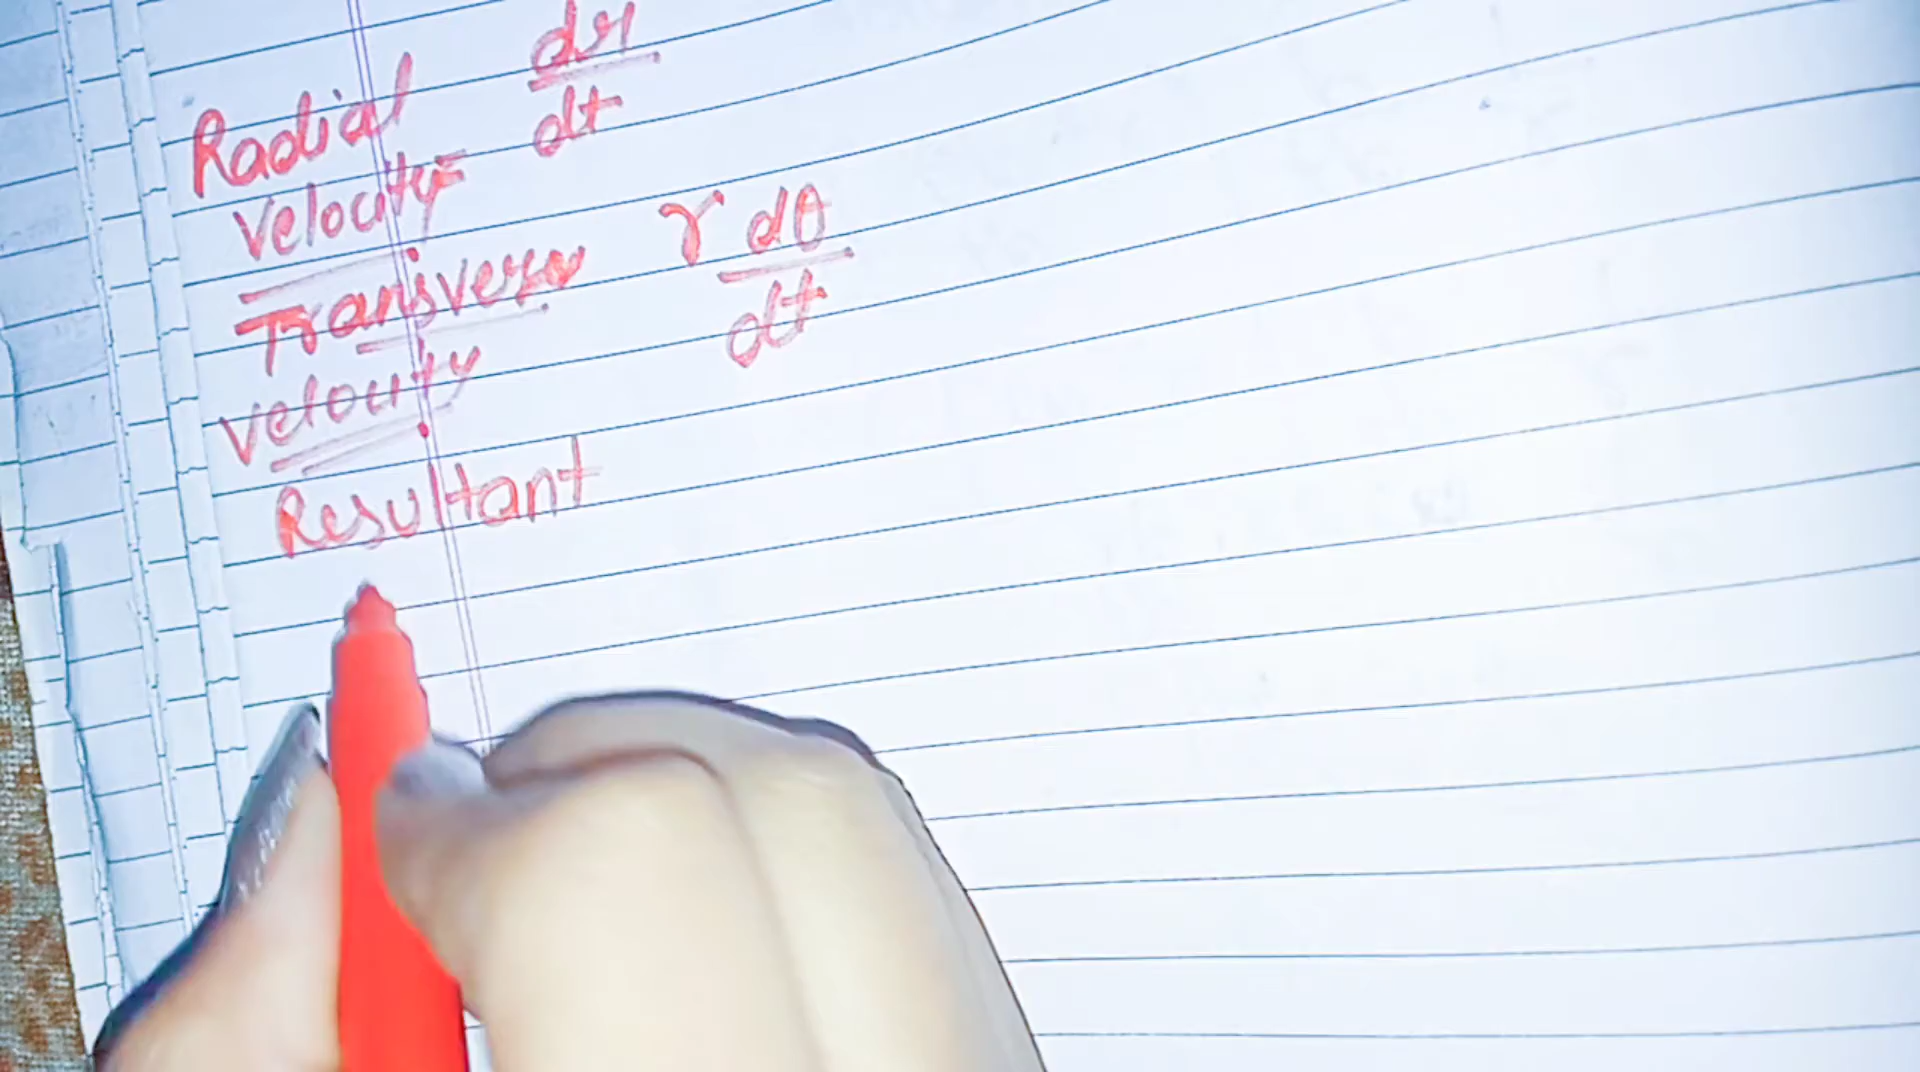 Radial dr/dt
Velocity=
Transverse r dθ/dt
velocity
Resultant